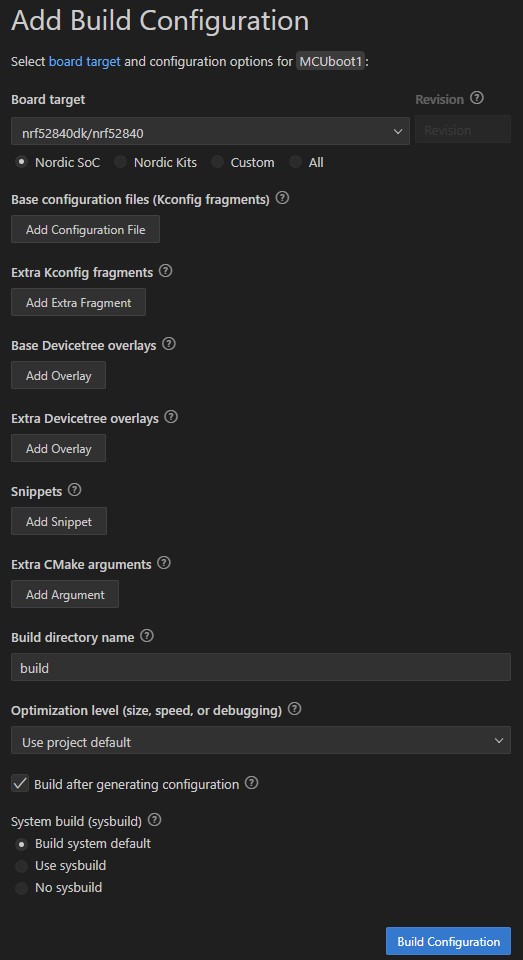 Add Build Configuration
Select board target and configuration options for MCUboot1:
Board target
Revision
nrf52840dk/nrf52840
Revision
Nordic SoC
Nordic Kits
Custom
All
Base configuration files (Kconfig fragments)
Add Configuration File
Extra Kconfig fragments
Add Extra Fragment
Base Devicetree overlays
Add Overlay
Extra Devicetree overlays
Add Overlay
Snippets
Add Snippet
Extra CMake arguments
Add Argument
Build directory name
build
Optimization level (size, speed, or debugging)
Use project default
Build after generating configuration
System build (sysbuild)
Build system default
Use sysbuild
No sysbuild
Build Configuration